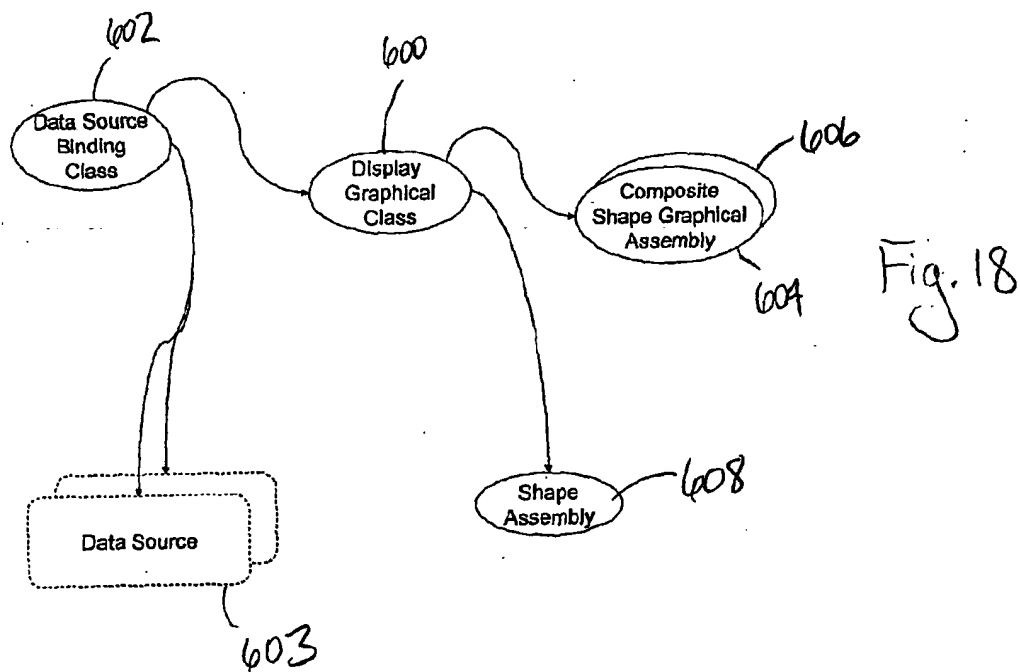 602
600
Data Source
Binding
Class
Display
Graphical
Class
606
Composite
Shape Graphical
Assembly
604
Fig. 18
Shape
Assembly
608
Data Source
603